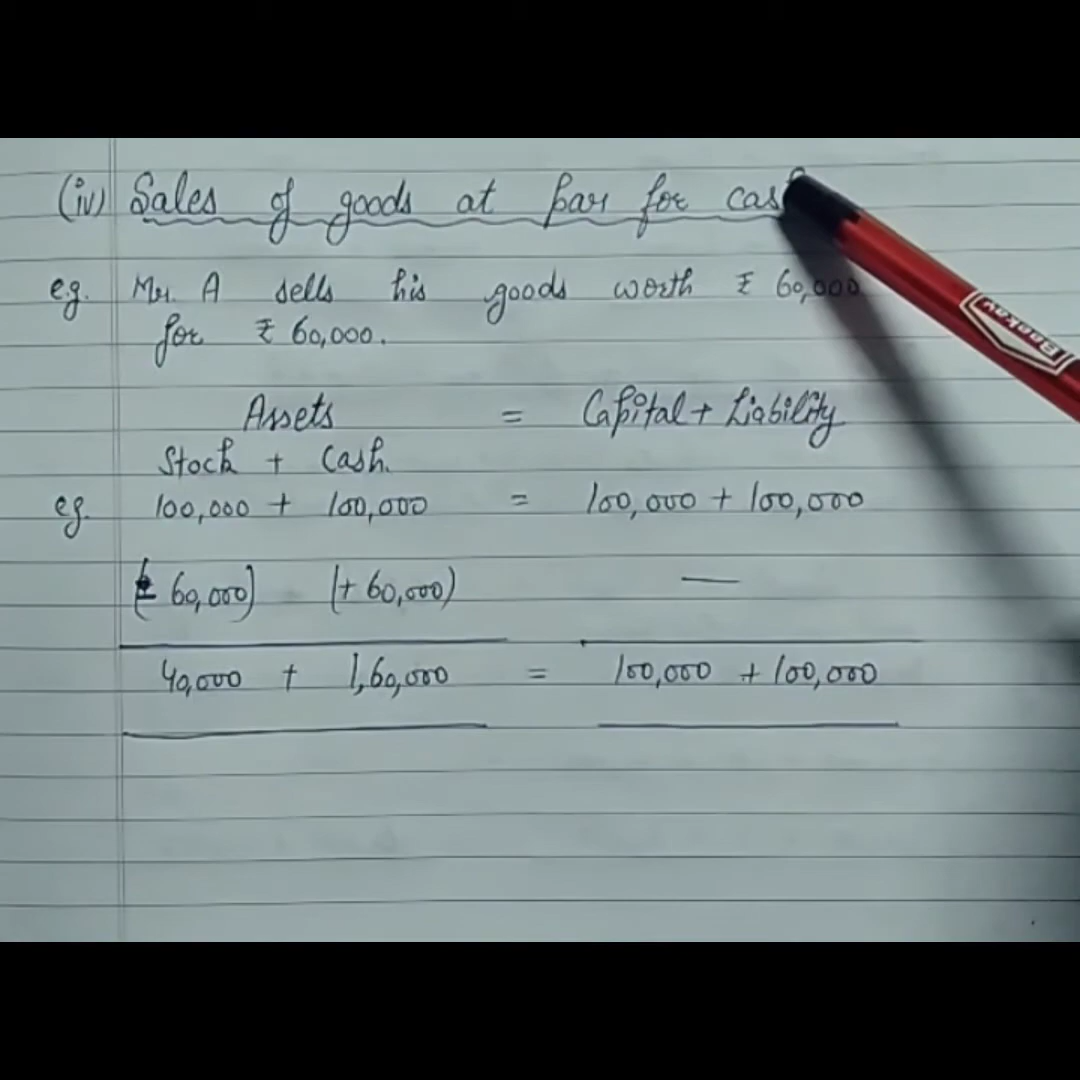 (iv) Sales of goods at par for cash
e.g. Mr. A sells his goods worth ₹ 60,000
for ₹ 60,000.
Assets = Capital + Liability
Stock + Cash.
eg. 100,000 + 100,000 = 100,000 + 100,000
(- 60,000) (+ 60,000) —
40,000 + 1,60,000 = 100,000 + 100,000